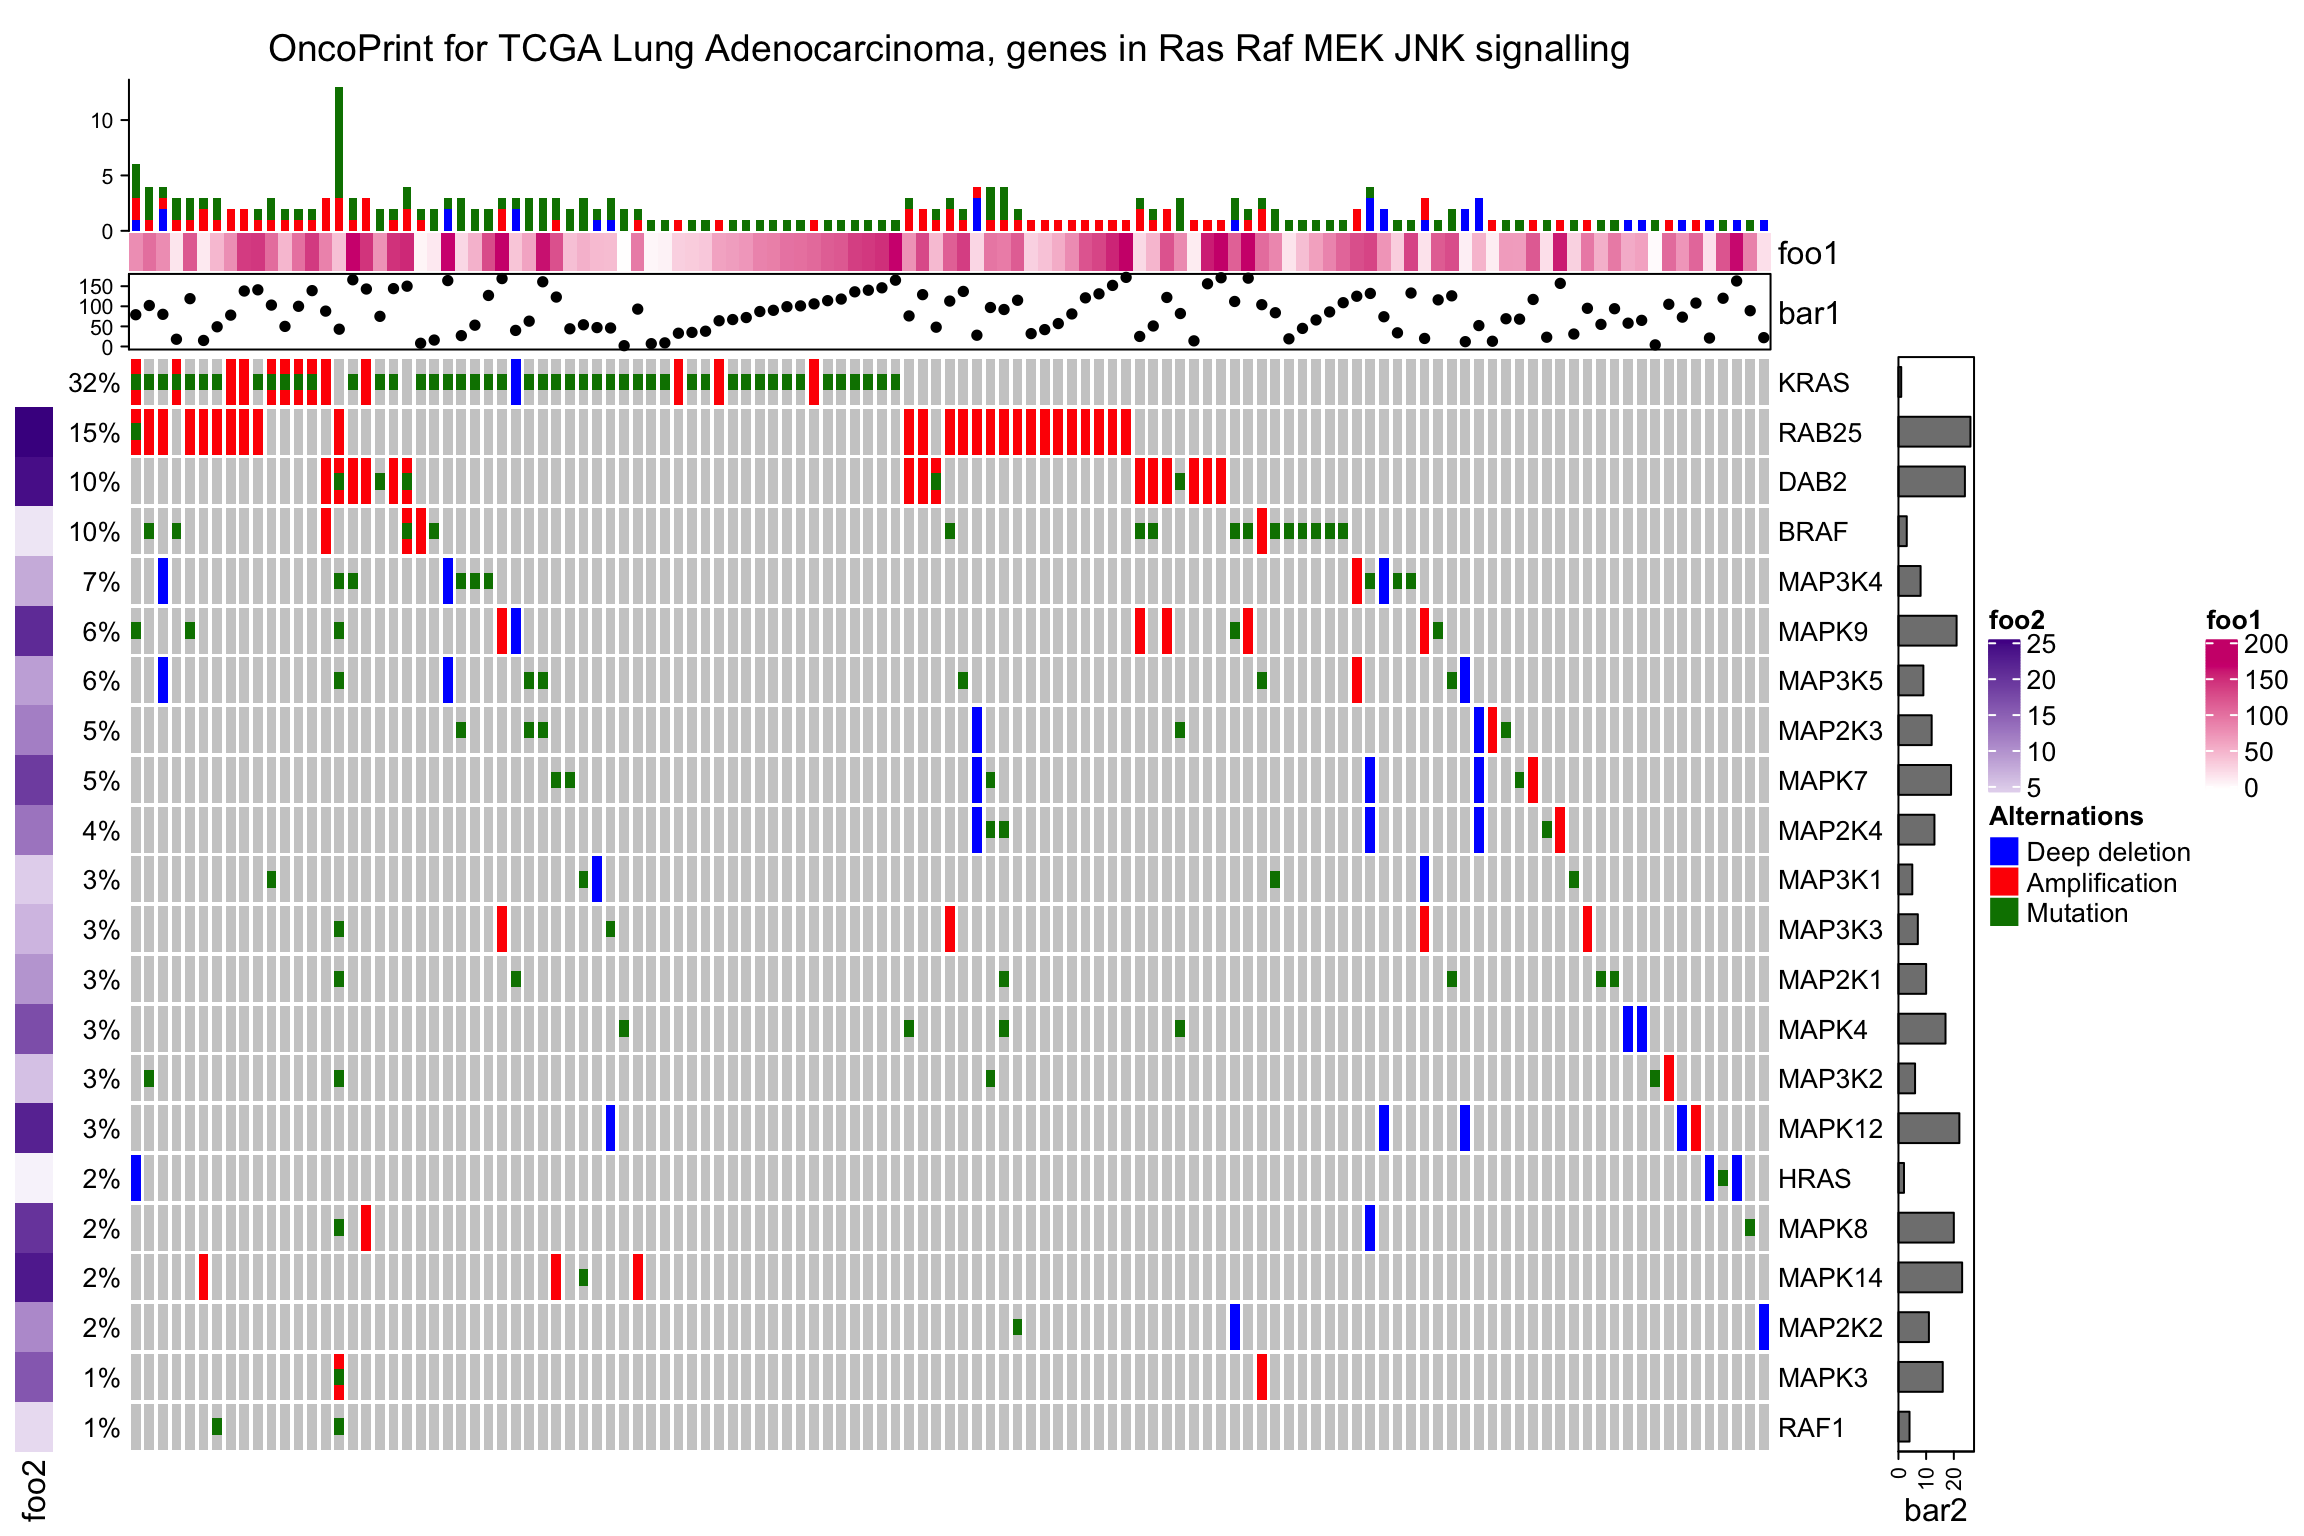 OncoPrint for TCGA Lung Adenocarcinoma, genes in Ras Raf MEK JNK signalling
10
5
0
foo1
150
100
50
0
bar1
32% KRAS
15% RAB25
10% DAB2
10% BRAF
7% MAP3K4
6% MAPK9
6% MAP3K5
5% MAP2K3
5% MAPK7
4% MAP2K4
3% MAP3K1
3% MAP3K3
3% MAP2K1
3% MAPK4
3% MAP3K2
3% MAPK12
2% HRAS
2% MAPK8
2% MAPK14
2% MAP2K2
1% MAPK3
1% RAF1
foo2
0 10 20
bar2
foo2
25
20
15
10
5
foo1
200
150
100
50
0
Alternations
Deep deletion
Amplification
Mutation